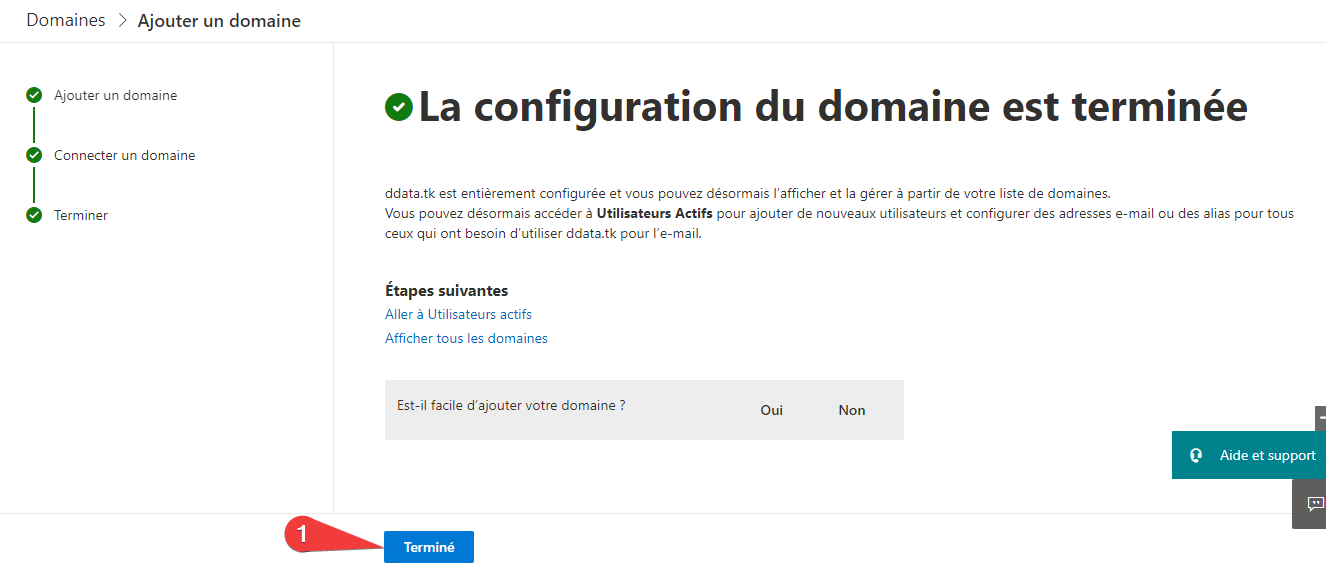 Domaines > Ajouter un domaine
Ajouter un domaine
Connecter un domaine
Terminer
La configuration du domaine est terminée
ddata.tk est entièrement configurée et vous pouvez désormais l’afficher et la gérer à partir de votre liste de domaines.
Vous pouvez désormais accéder à Utilisateurs Actifs pour ajouter de nouveaux utilisateurs et configurer des adresses e-mail ou des alias pour tous
ceux qui ont besoin d’utiliser ddata.tk pour l’e-mail.
Étapes suivantes
Aller à Utilisateurs actifs
Afficher tous les domaines
Est-il facile d’ajouter votre domaine ? Oui Non
Aide et support
1
Terminé